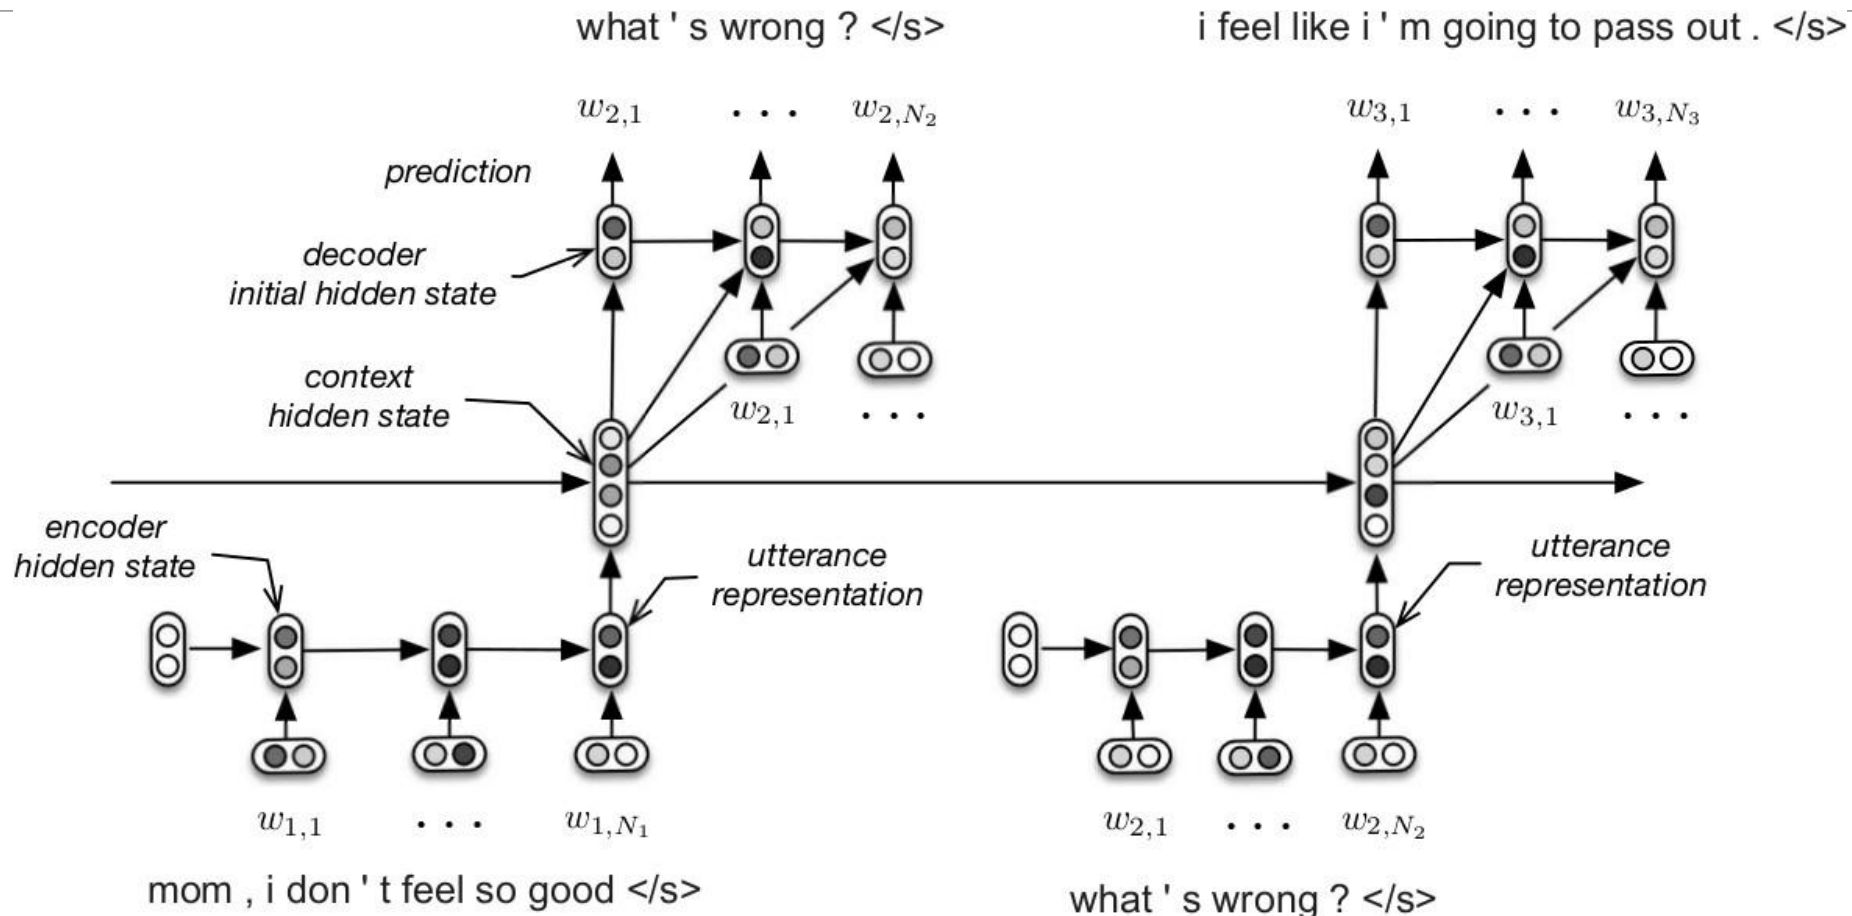 what ' s wrong ? </s>
i feel like i ' m going to pass out . </s>
w2,1 . . . w2,N2
w3,1 . . . w3,N3
prediction
decoder
initial hidden state
context
hidden state
w2,1 . . .
w3,1 . . .
encoder
hidden state
utterance
representation
utterance
representation
w1,1 . . . w1,N1
w2,1 . . . w2,N2
mom , i don ' t feel so good </s>
what ' s wrong ? </s>